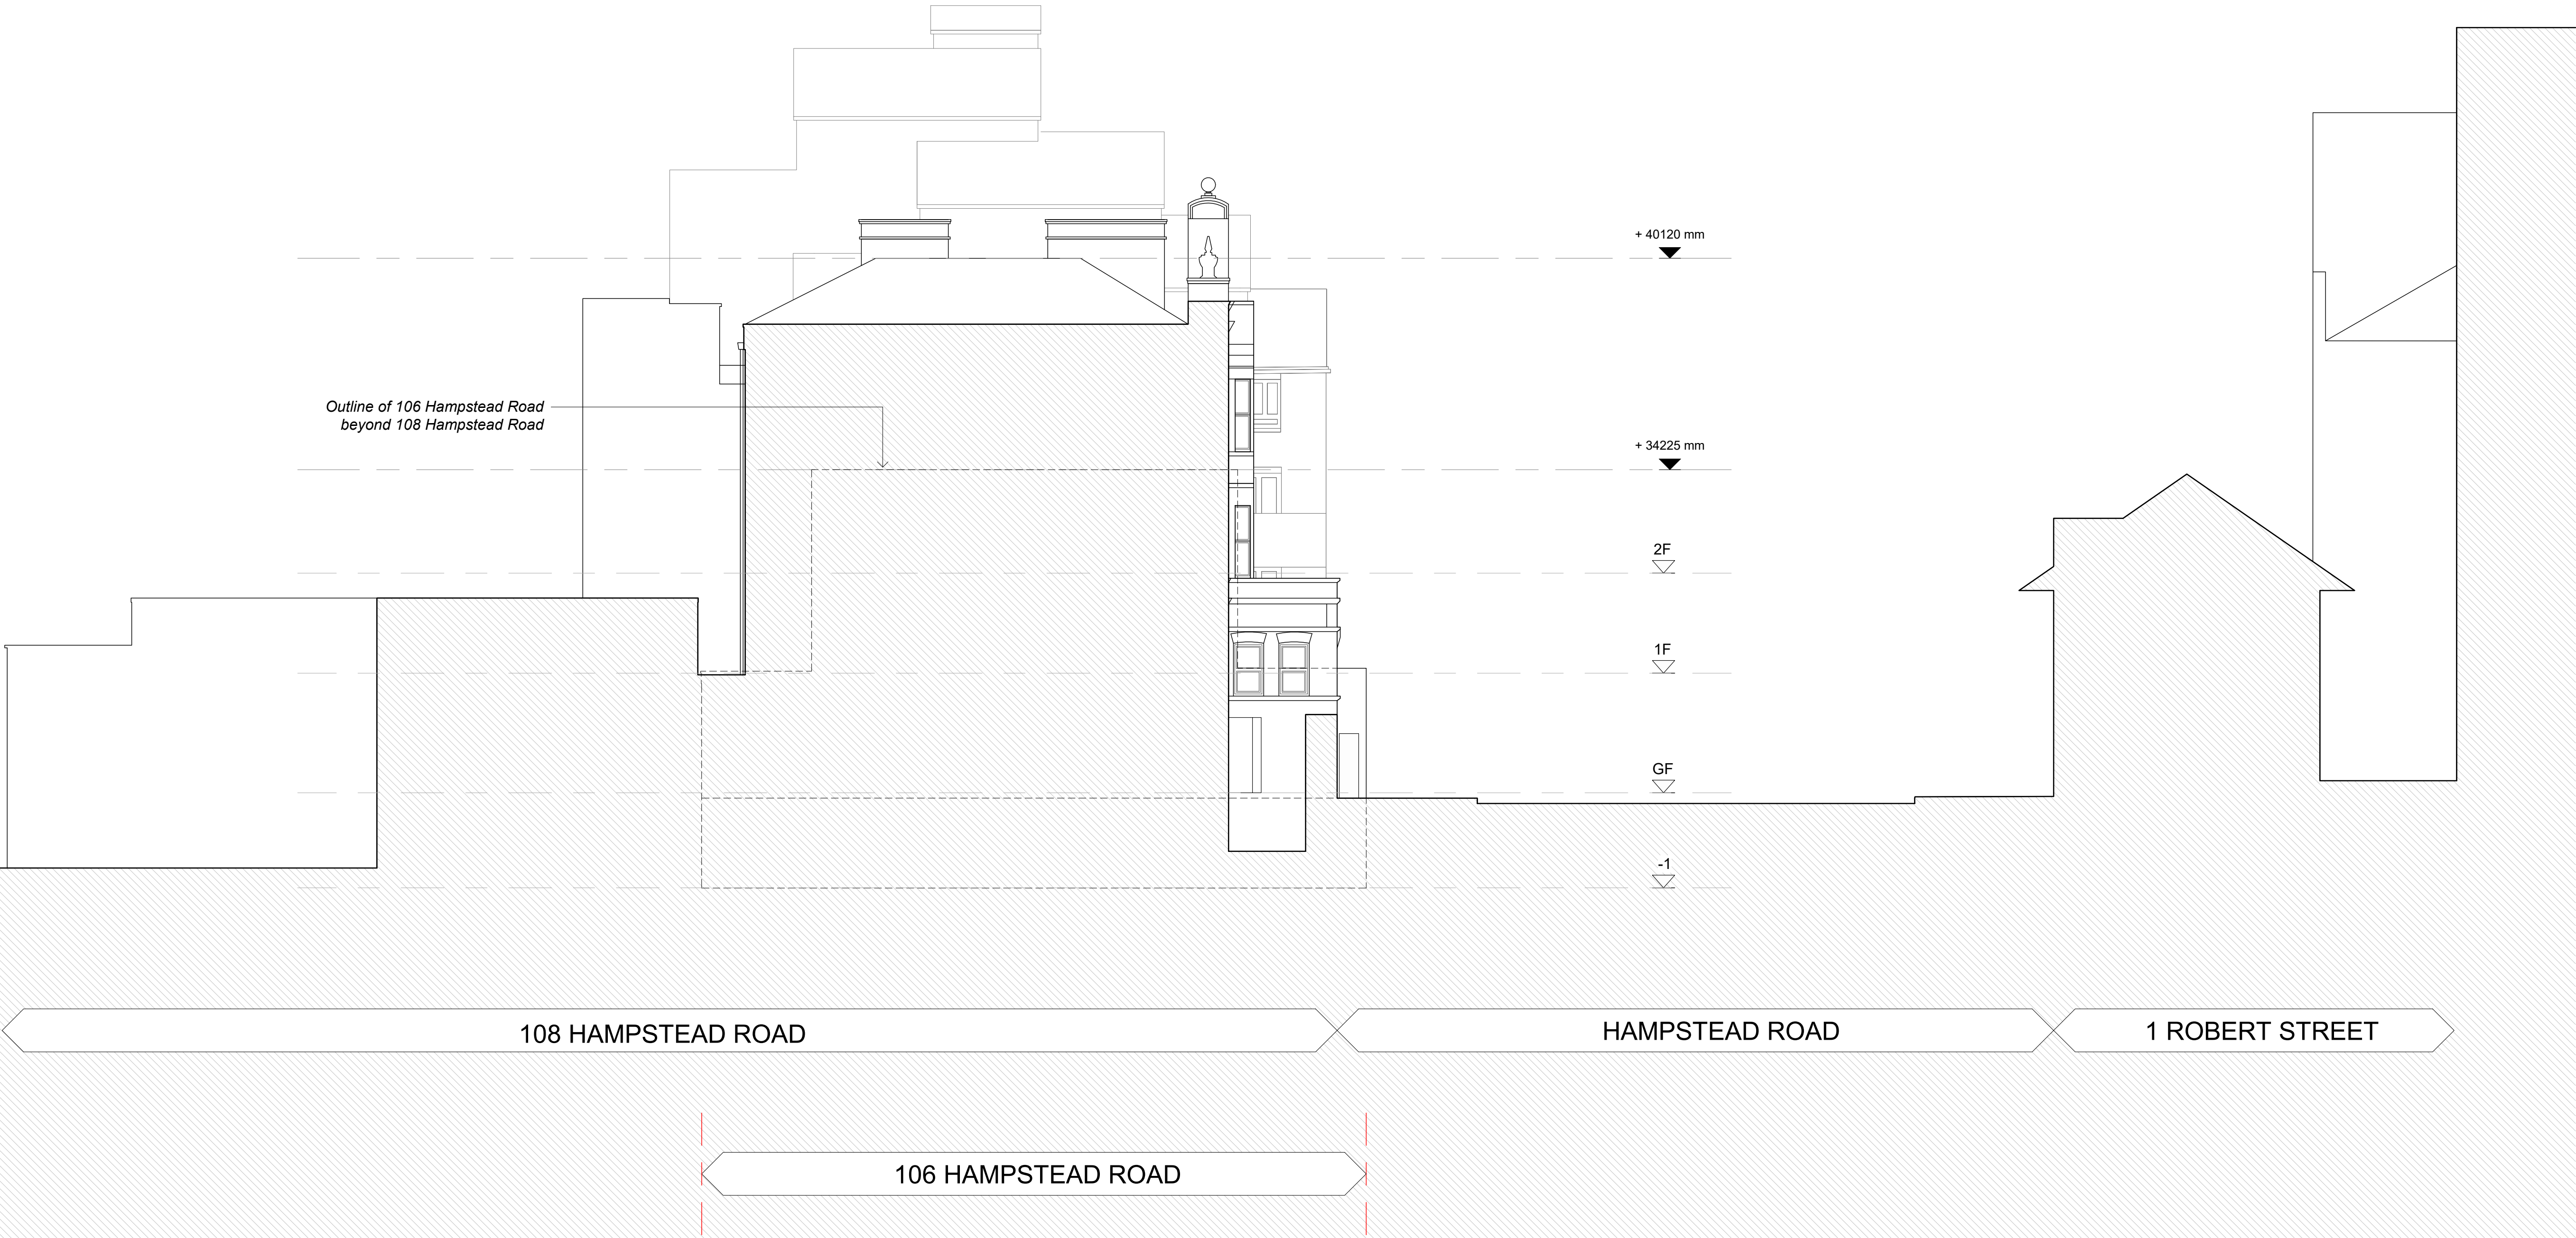 + 40120 mm
Outline of 106 Hampstead Road
beyond 108 Hampstead Road
+ 34225 mm
2F
1F
GF
-1
108 HAMPSTEAD ROAD
HAMPSTEAD ROAD
1 ROBERT STREET
106 HAMPSTEAD ROAD